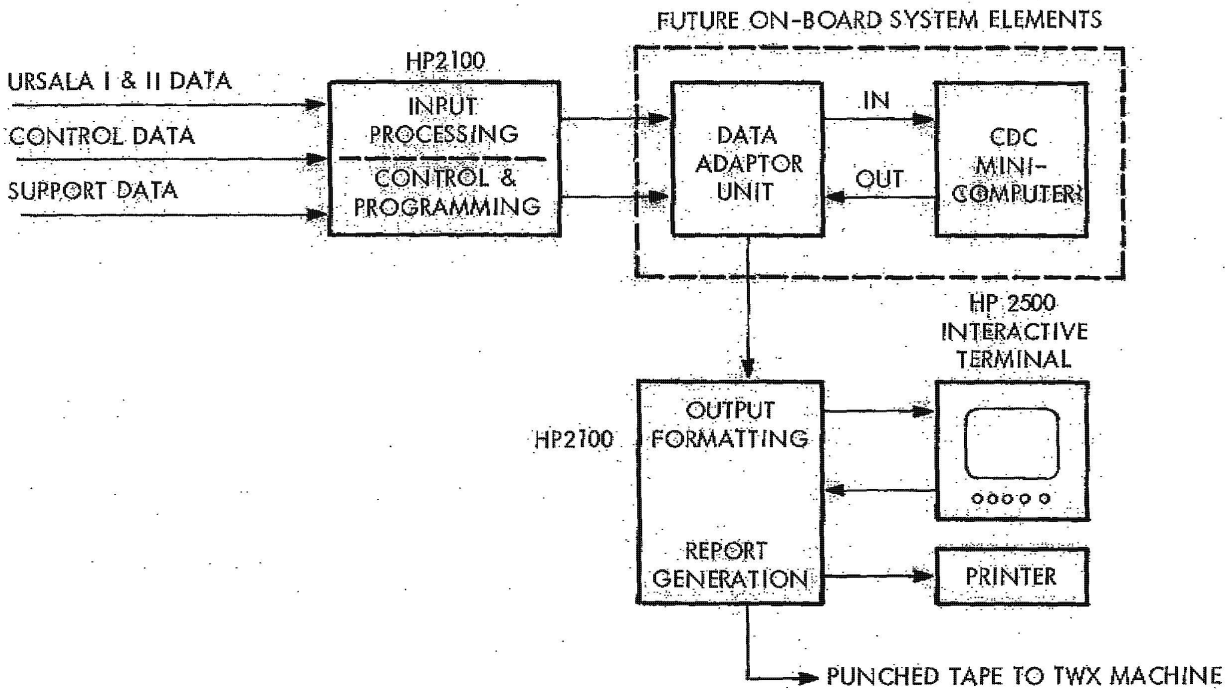 FUTURE ON-BOARD SYSTEM ELEMENTS
HP2100
URSALA I & II DATA
CONTROL DATA
SUPPORT DATA
INPUT
PROCESSING
CONTROL &
PROGRAMMING
DATA
ADAPTOR
UNIT
IN
OUT
CDC
MINI-
COMPUTER
HP 2500
INTERACTIVE
TERMINAL
HP2100
OUTPUT
FORMATTING
REPORT
GENERATION
PRINTER
PUNCHED TAPE TO TWX MACHINE